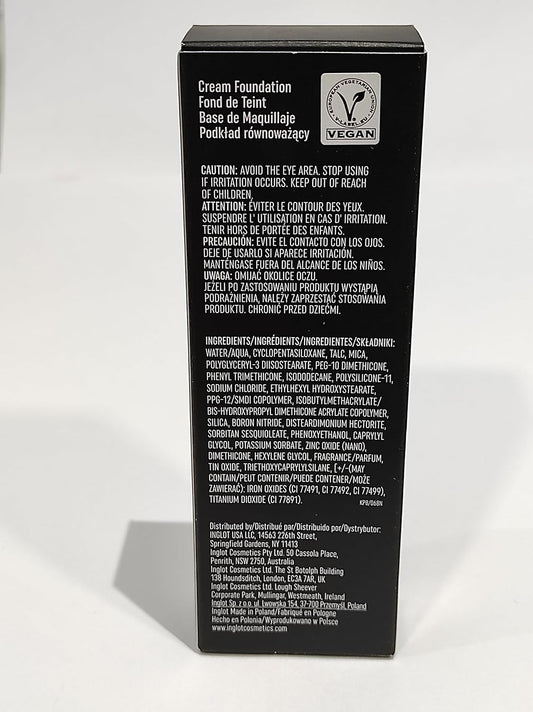 Cream Foundation
Fond de Teint
Base de Maquillaje
Podkład równoważący
EUROPEAN VEGETARIAN UNION
V-LABEL.EU
VEGAN
CAUTION: AVOID THE EYE AREA. STOP USING
IF IRRITATION OCCURS. KEEP OUT OF REACH
OF CHILDREN.
ATTENTION: ÉVITER LE CONTOUR DES YEUX.
SUSPENDRE L' UTILISATION EN CAS D' IRRITATION.
TENIR HORS DE PORTÉE DES ENFANTS.
PRECAUCIÓN: EVITE EL CONTACTO CON LOS OJOS.
DEJE DE USARLO SI APARECE IRRITACIÓN.
MANTÉNGASE FUERA DEL ALCANCE DE LOS NIÑOS.
UWAGA: OMIJAĆ OKOLICE OCZU.
JEŻELI PO ZASTOSOWANIU PRODUKTU WYSTĄPIĄ
PODRAŻNIENIA, NALEŻY ZAPRZESTAĆ STOSOWANIA
PRODUKTU. CHRONIĆ PRZED DZIEĆMI.
INGREDIENTS/INGRÉDIENTS/INGREDIENTES/SKŁADNIKI:
WATER/AQUA, CYCLOPENTASILOXANE, TALC, MICA,
POLYGLYCERYL-3 DIISOSTEARATE, PEG-10 DIMETHICONE,
PHENYL TRIMETHICONE, ISODODECANE, POLYSILICONE-11,
SODIUM CHLORIDE, ETHYLHEXYL HYDROXYSTEARATE,
PPG-12/SMDI COPOLYMER, ISOBUTYLMETHACRYLATE/
BIS-HYDROXYPROPYL DIMETHICONE ACRYLATE COPOLYMER,
SILICA, BORON NITRIDE, DISTEARDIMONIUM HECTORITE,
SORBITAN SESQUIOLEATE, PHENOXYETHANOL, CAPRYLYL
GLYCOL, POTASSIUM SORBATE, ZINC OXIDE (NANO),
DIMETHICONE, HEXYLENE GLYCOL, FRAGRANCE/PARFUM,
TIN OXIDE, TRIETHOXYCAPRYLYLSILANE, [+/-(MAY
CONTAIN/PEUT CONTENIR/PUEDE CONTENER/MOŻE
ZAWIERAĆ): IRON OXIDES (CI 77491, CI 77492, CI 77499),
TITANIUM DIOXIDE (CI 77891).
KPB/06BN
Distributed by/Distribué par/Distribuido por/Dystrybutor:
INGLOT USA LLC, 14563 226th Street,
Springfield Gardens, NY 11413
Inglot Cosmetics Pty Ltd. 50 Cassola Place,
Penrith, NSW 2750, Australia
Inglot Cosmetics Ltd. The St Botolph Building
138 Houndsditch, London, EC3A 7AR, UK
Inglot Cosmetics Ltd. Lough Sheever
Corporate Park, Mullingar, Westmeath, Ireland
Inglot Sp. z o.o. ul. Lwowska 154, 37-700 Przemyśl, Poland
Inglot Made in Poland/Fabriqué en Pologne
Hecho en Polonia/Wyprodukowano w Polsce
www.inglotcosmetics.com